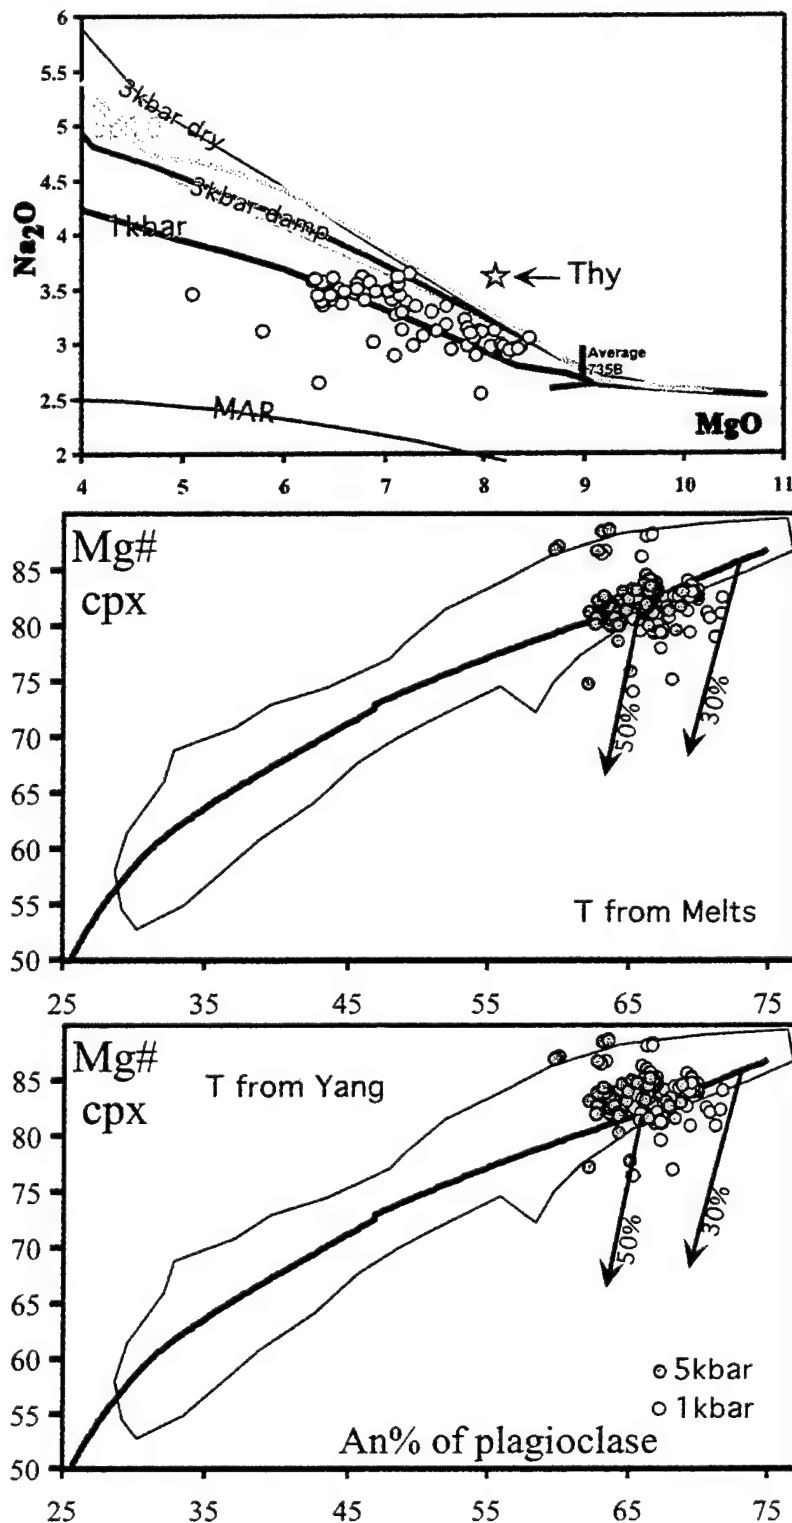 6
5.5
5
4.5
4
3.5
3
2.5
2
Na₂O
3kbar dry
3kbar damp
1kbar
Thy
Average
735B
MAR
MgO
4 5 6 7 8 9 10 11
Mg#
cpx
85
80
75
70
65
60
55
50
50%
30%
T from Melts
25 35 45 55 65 75
Mg#
cpx
T from Yang
85
80
75
70
65
60
55
50
50%
30%
5kbar
1kbar
An% of plagioclase
25 35 45 55 65 75